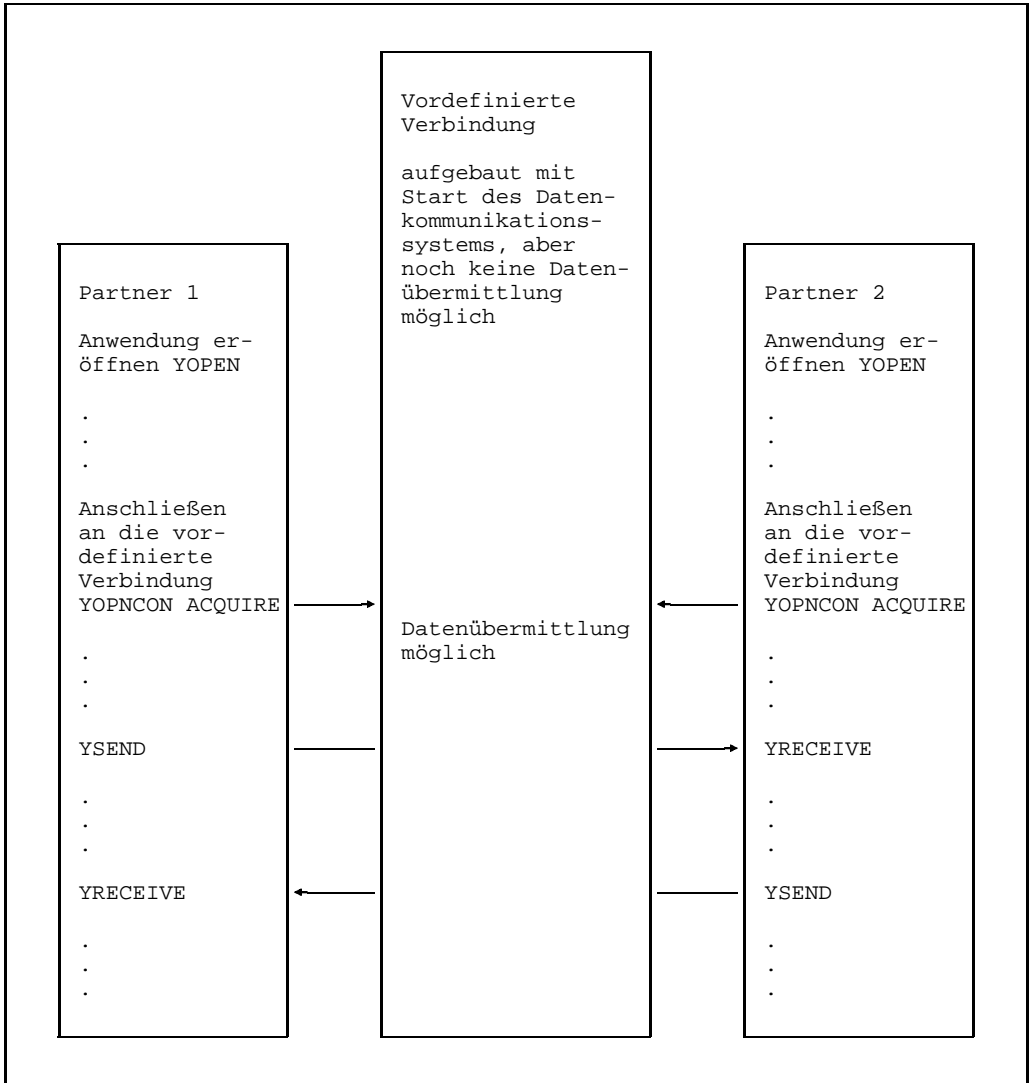 Vordefinierte
Verbindung
aufgebaut mit
Start des Daten-
kommunikations-
systems, aber
noch keine Daten-
übermittlung
möglich
Datenübermittlung
möglich
Partner 1
Anwendung er-
öffnen YOPEN
.
.
.
Anschließen
an die vor-
definierte
Verbindung
YOPNCON ACQUIRE
.
.
.
YSEND
.
.
.
YRECEIVE
.
.
.
Partner 2
Anwendung er-
öffnen YOPEN
.
.
.
Anschließen
an die vor-
definierte
Verbindung
YOPNCON ACQUIRE
.
.
.
YRECEIVE
.
.
.
YSEND
.
.
.